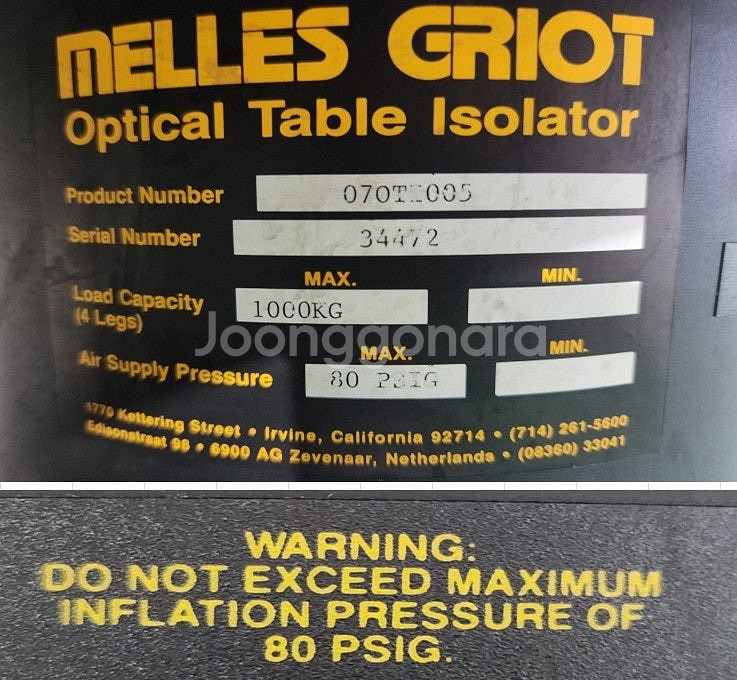 MELLES GRIOT
Optical Table Isolator
Product Number
Serial Number 34472
MAX. MIN.
Load Capacity 1000KG
(4 Legs)
Joonggonara
MAX. MIN.
Air Supply Pressure 80 PSIG
1770 Kettering Street • Irvine, California 92714 • (714) 261-5600
Edisonstraat 98 • 6900 AG Zevenaar, Netherlands • (08360) 33041
WARNING:
DO NOT EXCEED MAXIMUM
INFLATION PRESSURE OF
80 PSIG.